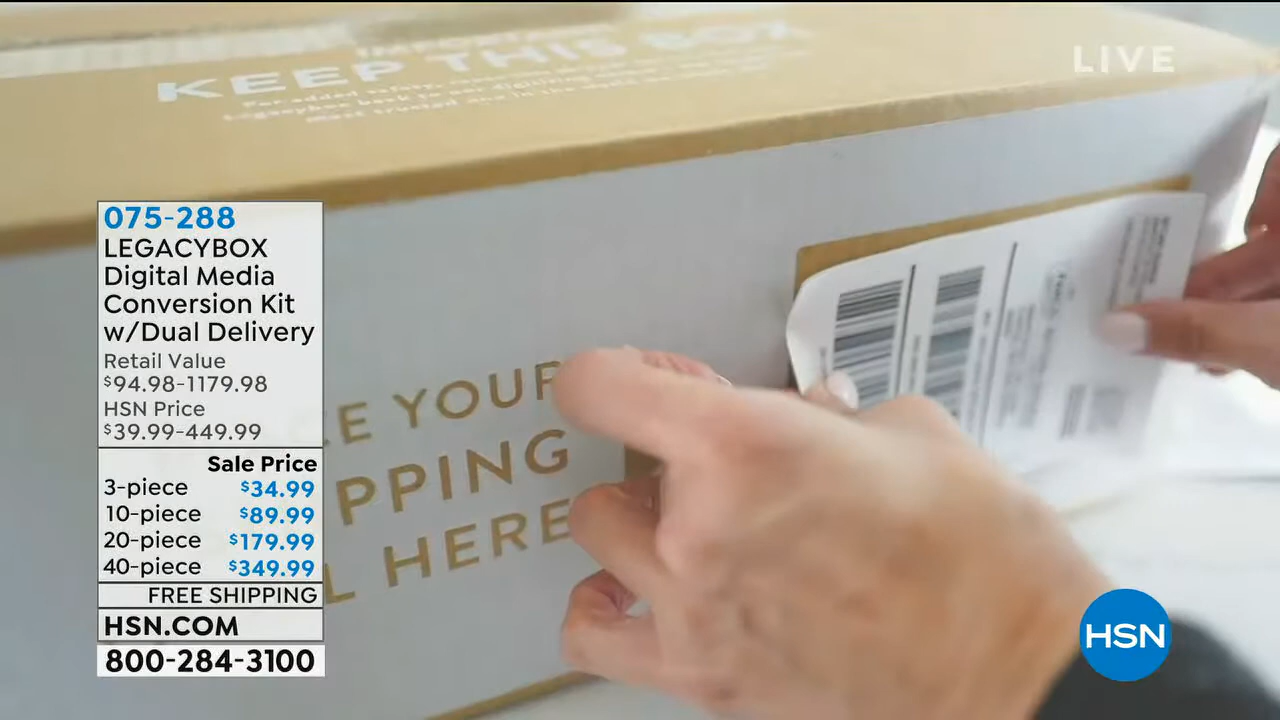 IMPORTANT
KEEP THIS BOX
LIVE
075-288
LEGACYBOX
Digital Media
Conversion Kit
w/Dual Delivery
Retail Value
$94.98-1179.98
HSN Price
$39.99-449.99
Sale Price
3-piece $34.99
10-piece $89.99
20-piece $179.99
40-piece $349.99
FREE SHIPPING
HSN.COM
800-284-3100
YOUR
PPING
HERE
HSN